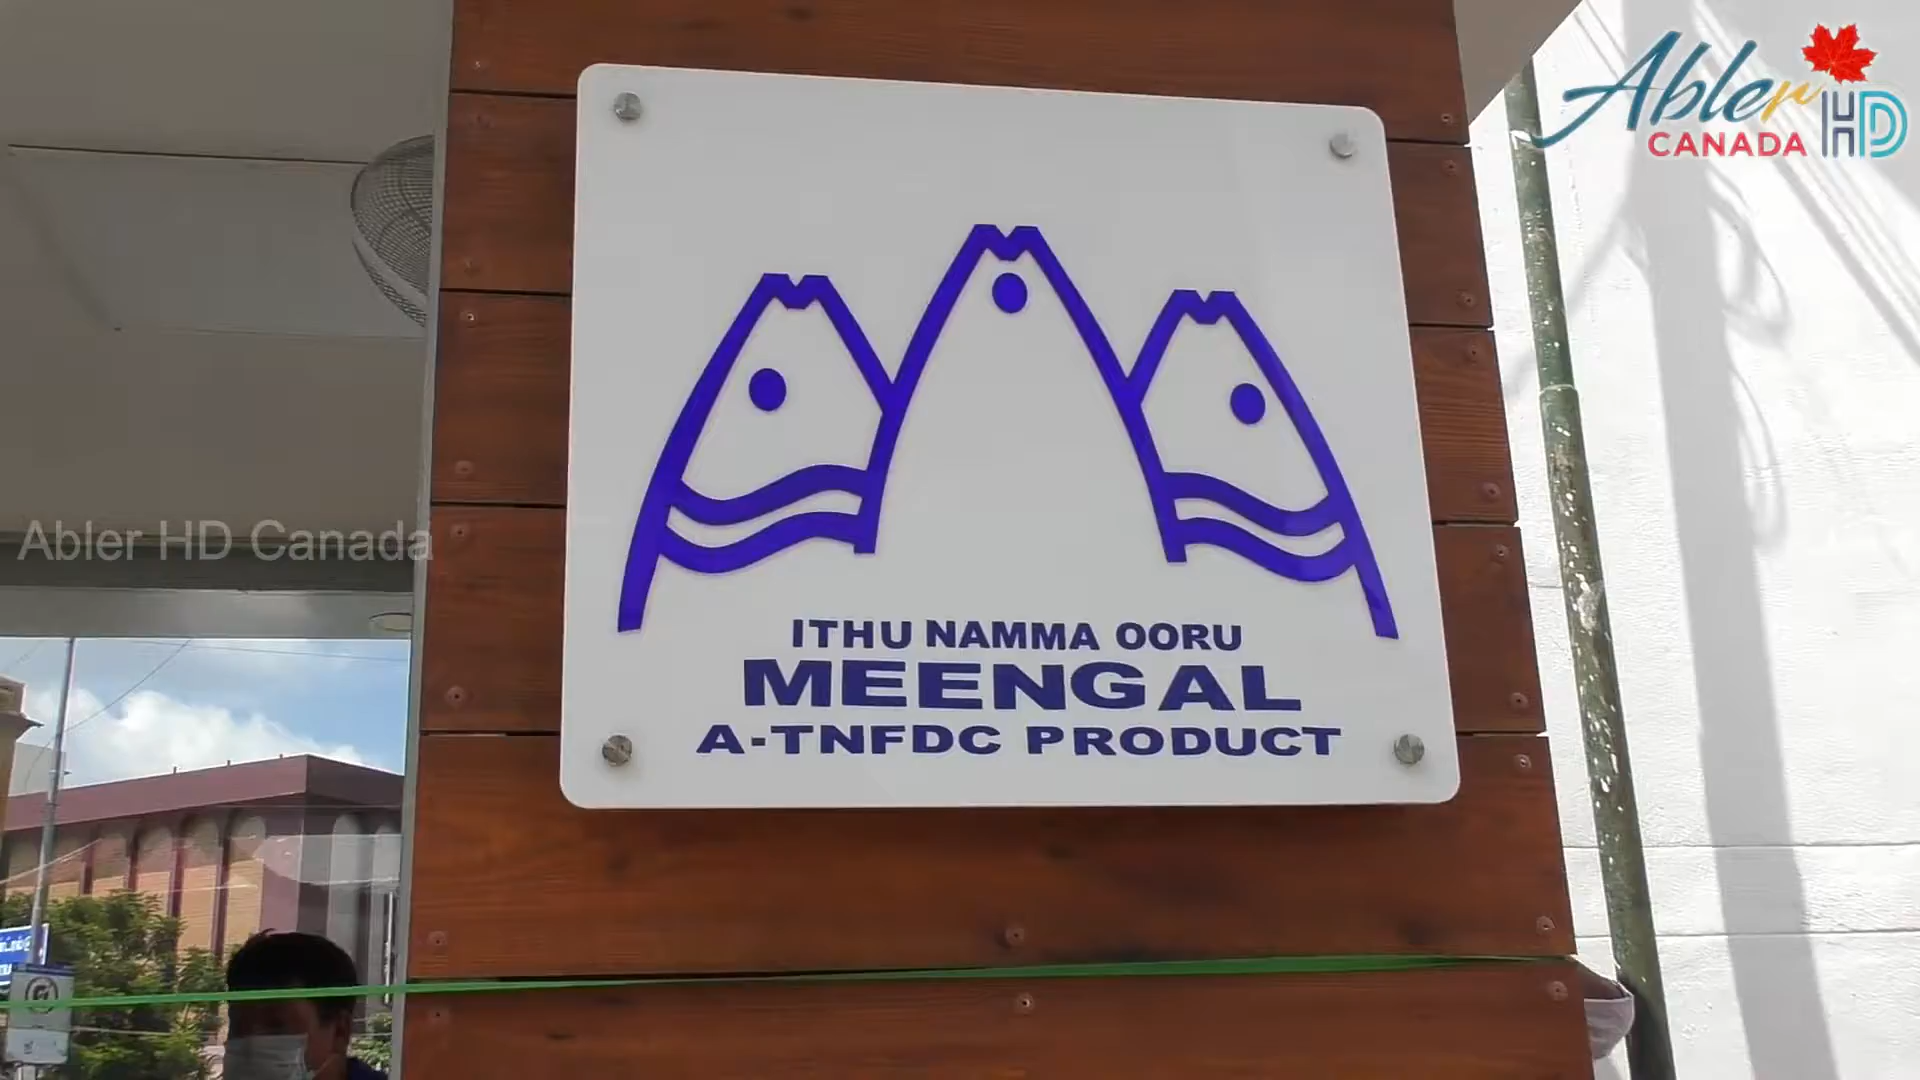 Abler HD
CANADA
Abler HD Canada
ITHU NAMMA OORU
MEENGAL
A-TNFDC PRODUCT